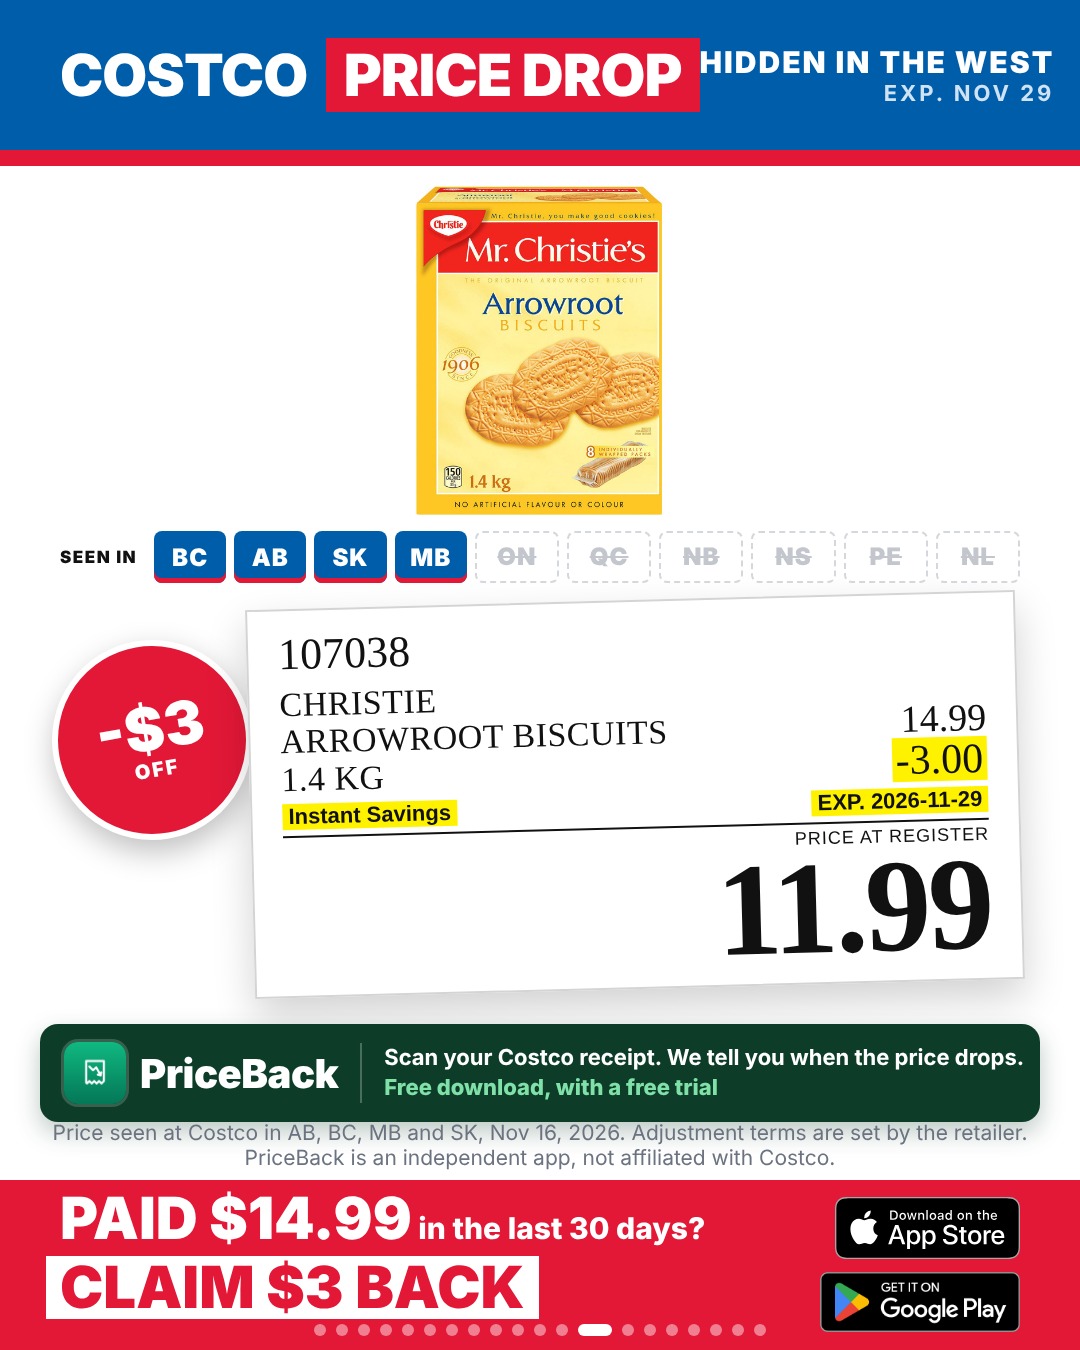 COSTCO PRICE DROP
HIDDEN IN THE WEST
EXP. NOV 29
Christie
Mr. Christie, you make good cookies!
Mr. Christie's
THE ORIGINAL ARROWROOT BISCUIT
Arrowroot
BISCUITS
1906
8 INDIVIDUALLY WRAPPED PACKS
150
1.4 kg
NO ARTIFICIAL FLAVOUR OR COLOUR
SEEN IN BC AB SK MB ON QC NB NS PE NL
-$3
OFF
107038
CHRISTIE
ARROWROOT BISCUITS
1.4 KG
14.99
-3.00
Instant Savings
EXP. 2026-11-29
PRICE AT REGISTER
11.99
PriceBack
Scan your Costco receipt. We tell you when the price drops.
Free download, with a free trial
Price seen at Costco in AB, BC, MB and SK, Nov 16, 2026. Adjustment terms are set by the retailer.
PriceBack is an independent app, not affiliated with Costco.
PAID $14.99 in the last 30 days?
CLAIM $3 BACK
Download on the
App Store
GET IT ON
Google Play